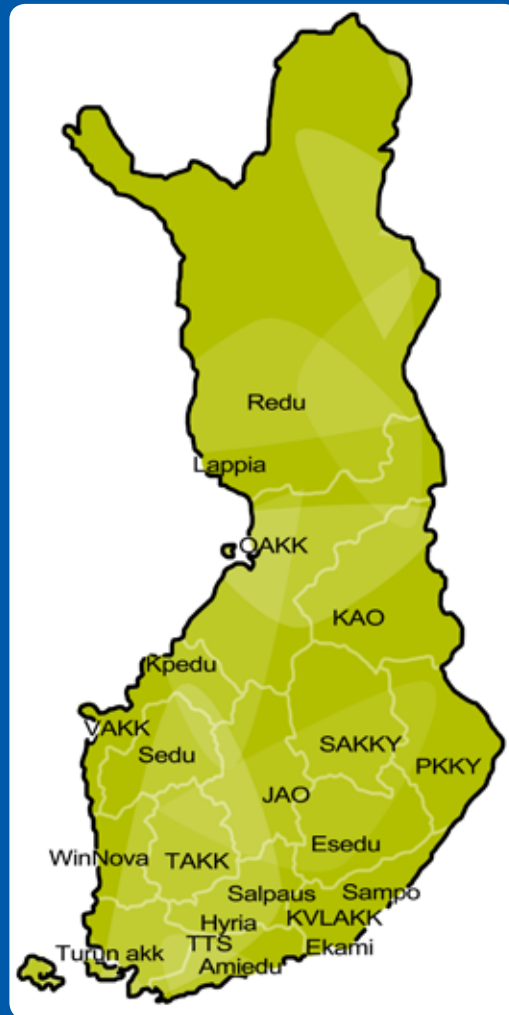 Redu
Lappia
OAKK
KAO
Kpedu
VAKK
Sedu
SAKKY
PKKY
JAO
Esedu
WinNova
TAKK
Salpaus
Sampo
KVLAKK
Hyria
TTS
Ekami
Turun akk
Amiedu